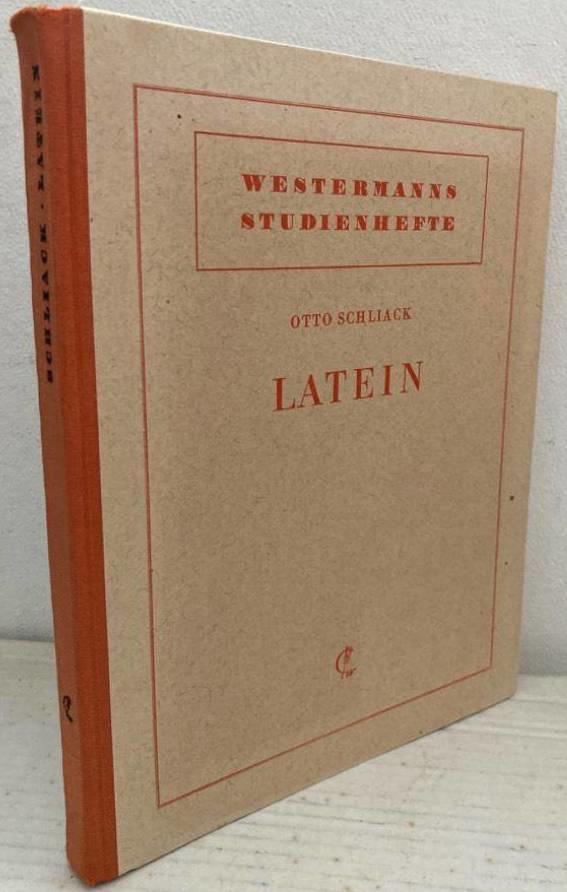 WESTERMANNS
STUDIENHEFTE
OTTO SCHLIACK
LATEIN
SCHLIACK · LATEIN